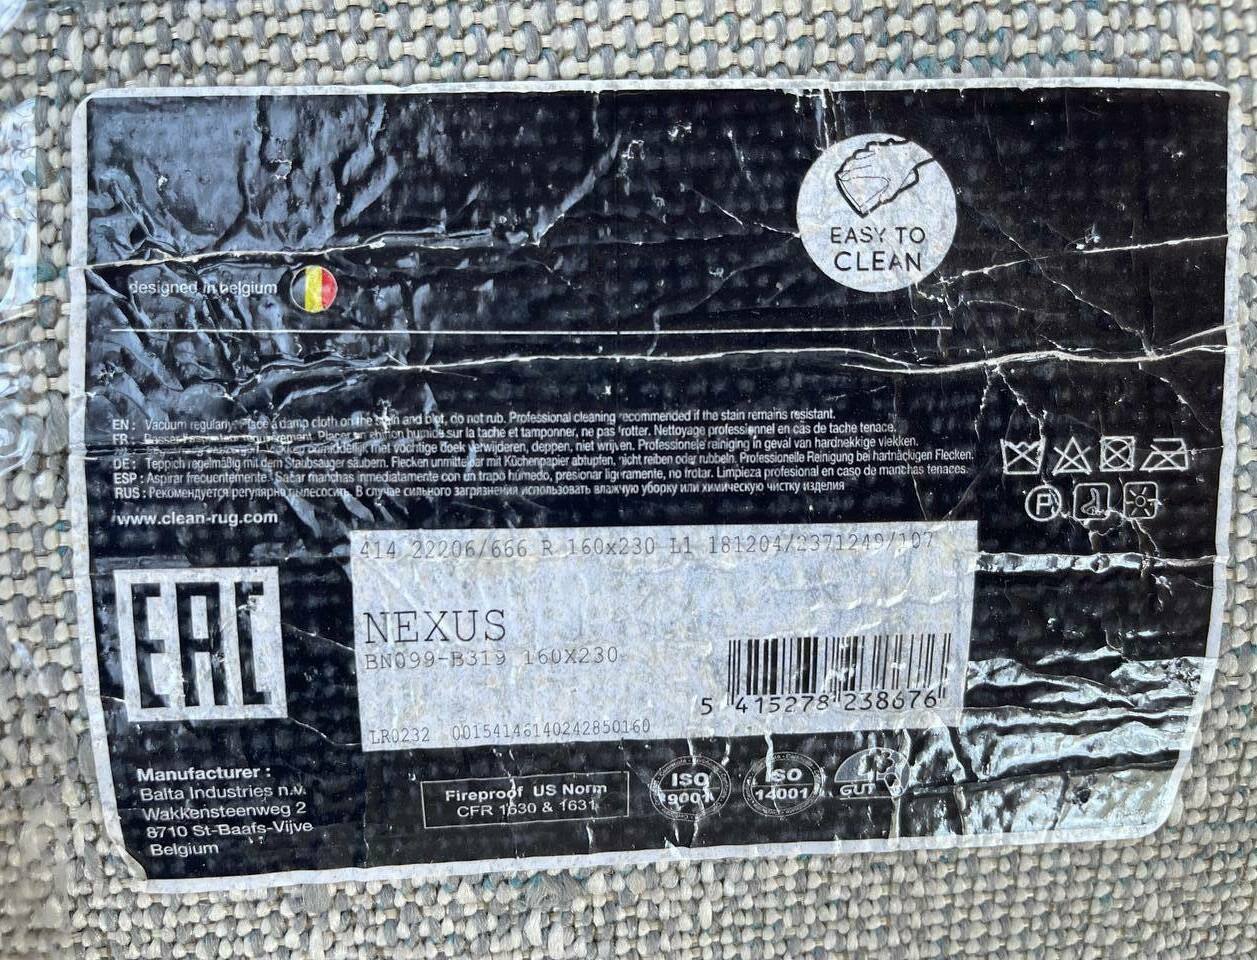 EASY TO
CLEAN
designed in belgium
EN : Vacuum regularly. Place a damp cloth on the stain and blot, do not rub. Professional cleaning recommended if the stain remains resistant.
FR : humide sur la tache et tamponner, ne pas frotter. Nettoyage professionnel en cas de tache tenace.
onmiddellijk met vochtige doek verwijderen, deppen, niet wrijven. Professionele reiniging in geval van hardnekkige vlekken.
DE : Teppich regelmäßig mit dem Staubsauger säubern. Flecken unmittelbar mit Küchenpapier abtupfen, nicht reiben oder rubbeln. Professionelle Reinigung bei hartnäckigen Flecken.
ESP : Aspirar frecuentemente. Sacar manchas inmediatamente con un trapo húmedo, presionar ligeramente, no frotar. Limpieza profesional en caso de manchas tenaces.
RUS : Рекомендуется регулярно пылесосить. В случае сильного загрязнения использовать влажную уборку или химическую чистку изделия
www.clean-rug.com
P
414 22206/666 R 160x230 L1 181204/2371249/107
EAC
NEXUS
BN099-B319 160X230
5 415278 238676
LR0232 00154146140242850160
Manufacturer :
Balta Industries n.v.
Wakkensteenweg 2
8710 St-Baafs-Vijve
Belgium
Fireproof US Norm
CFR 1630 & 1631
ISO
9001
ISO
14001
GUT